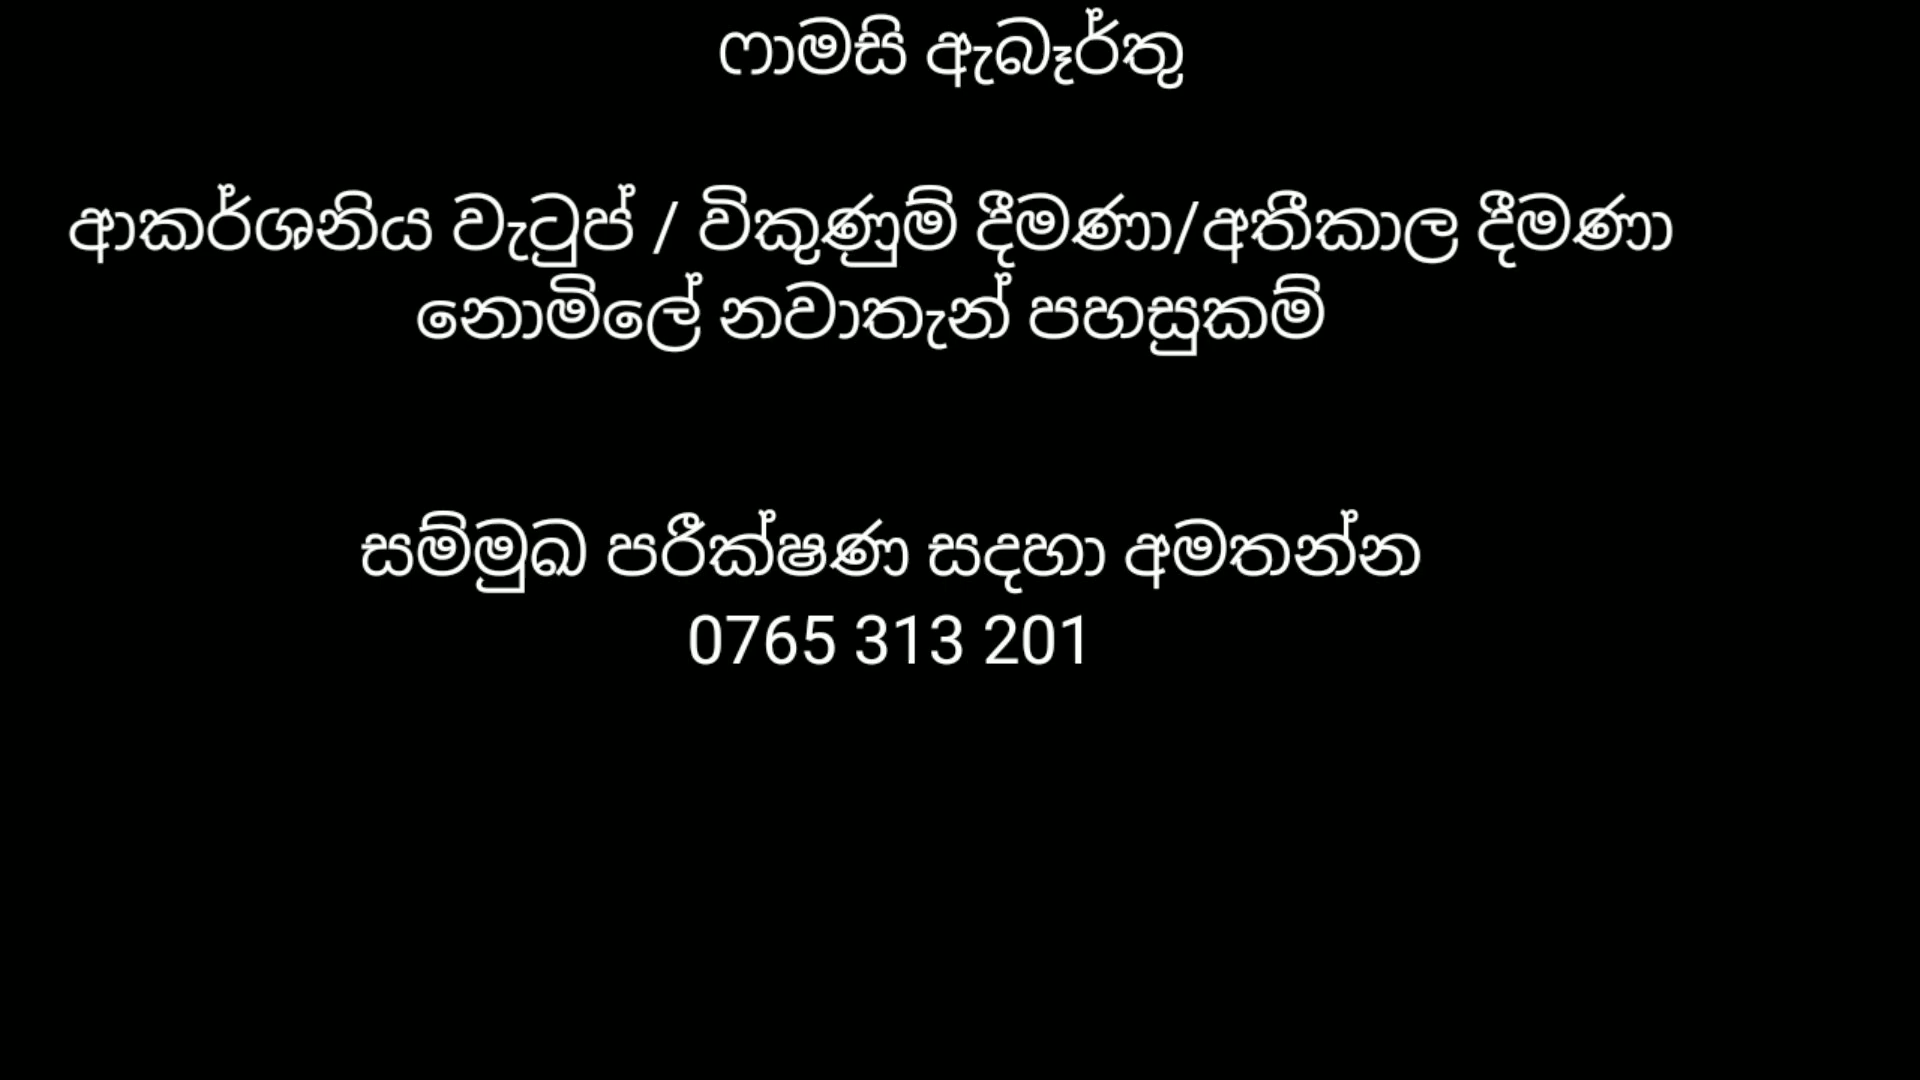 ෆාමසි ඇබෑර්තු
ආකර්ශනිය වැටුප් / විකුණුම් දීමණා/අතීකාල දීමණා
නොමිලේ නවාතැන් පහසුකම්
සම්මුඛ පරීක්ෂණ සදහා අමතන්න
0765 313 201